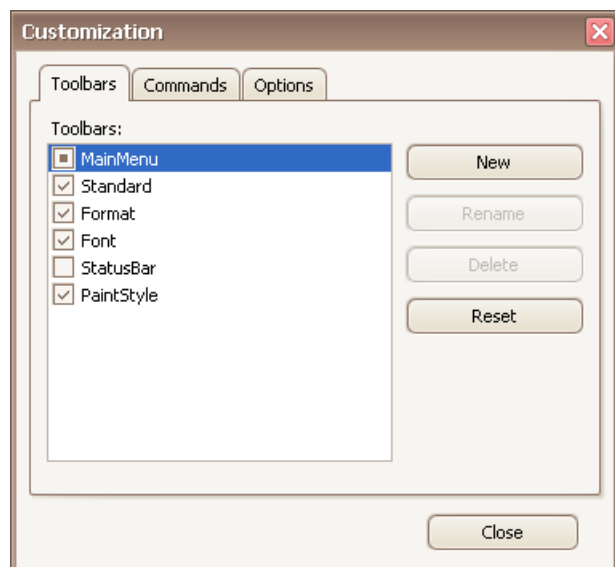 Customization
Toolbars Commands Options
Toolbars:
MainMenu
Standard
Format
Font
StatusBar
PaintStyle
New
Rename
Delete
Reset
Close